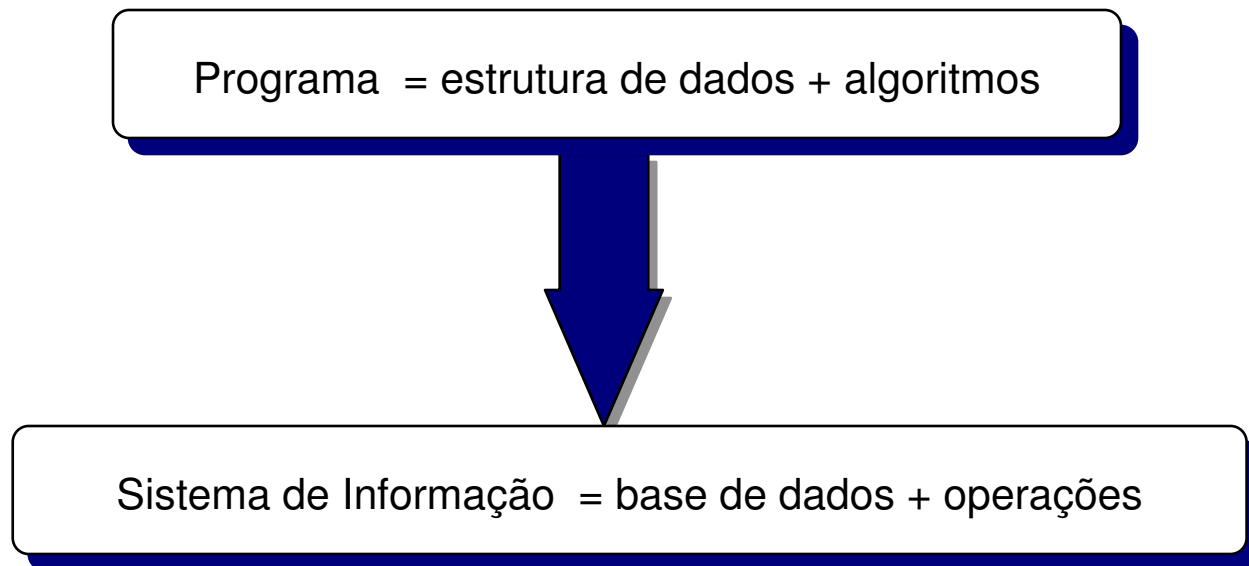 Programa = estrutura de dados + algoritmos
Sistema de Informação = base de dados + operações